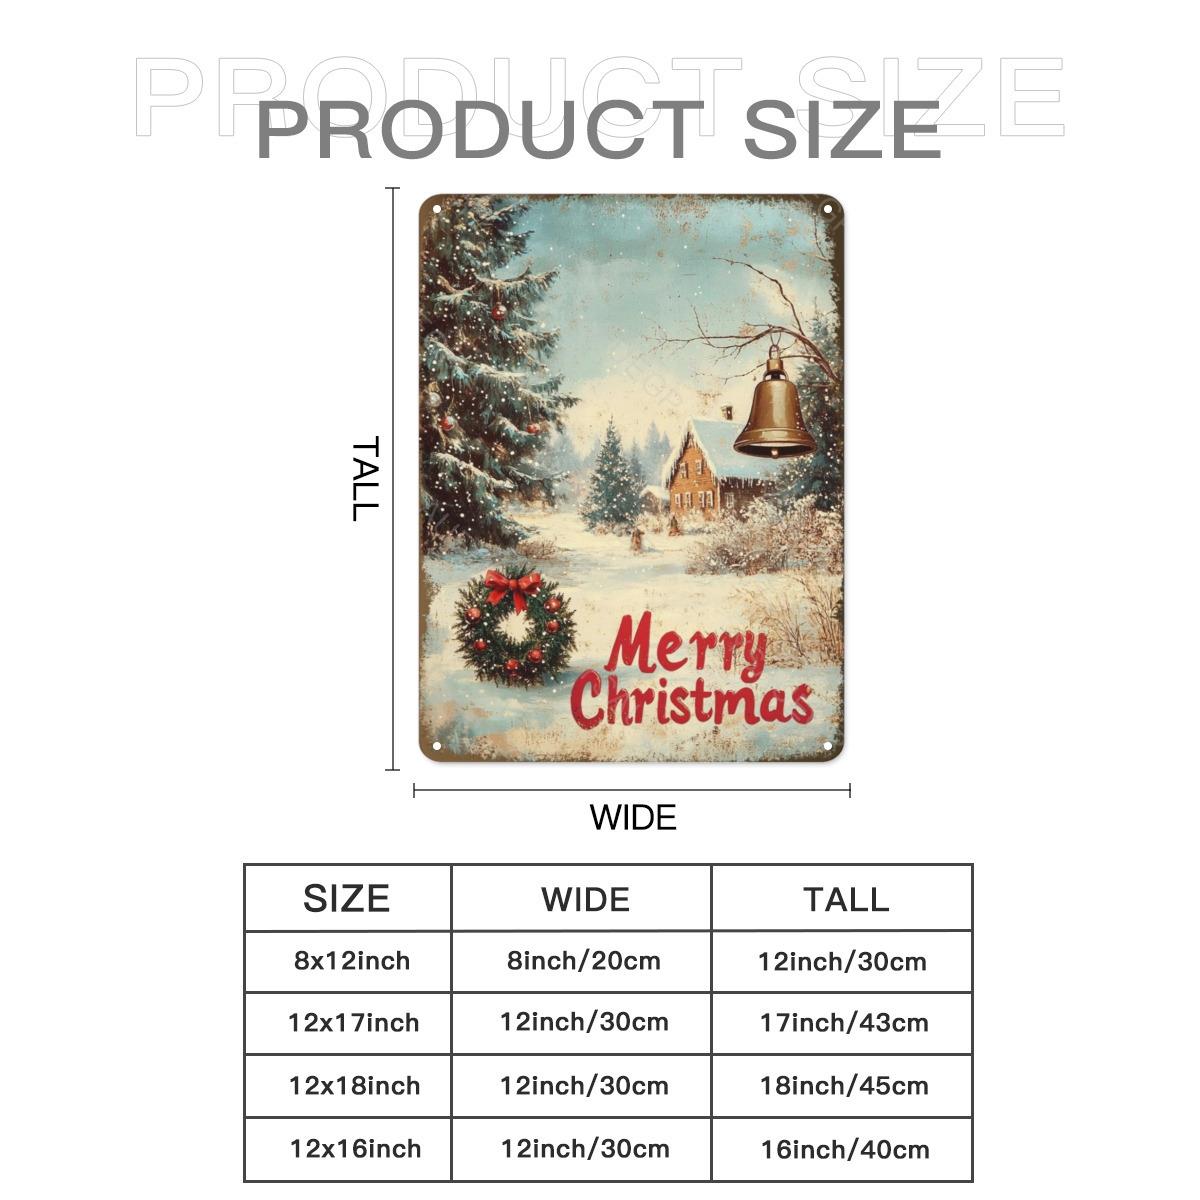 PRODUCT SIZE
PRODUCT SIZE
TALL
Merry
Christmas
WIDE
SIZE WIDE TALL
8x12inch 8inch/20cm 12inch/30cm
12x17inch 12inch/30cm 17inch/43cm
12x18inch 12inch/30cm 18inch/45cm
12x16inch 12inch/30cm 16inch/40cm